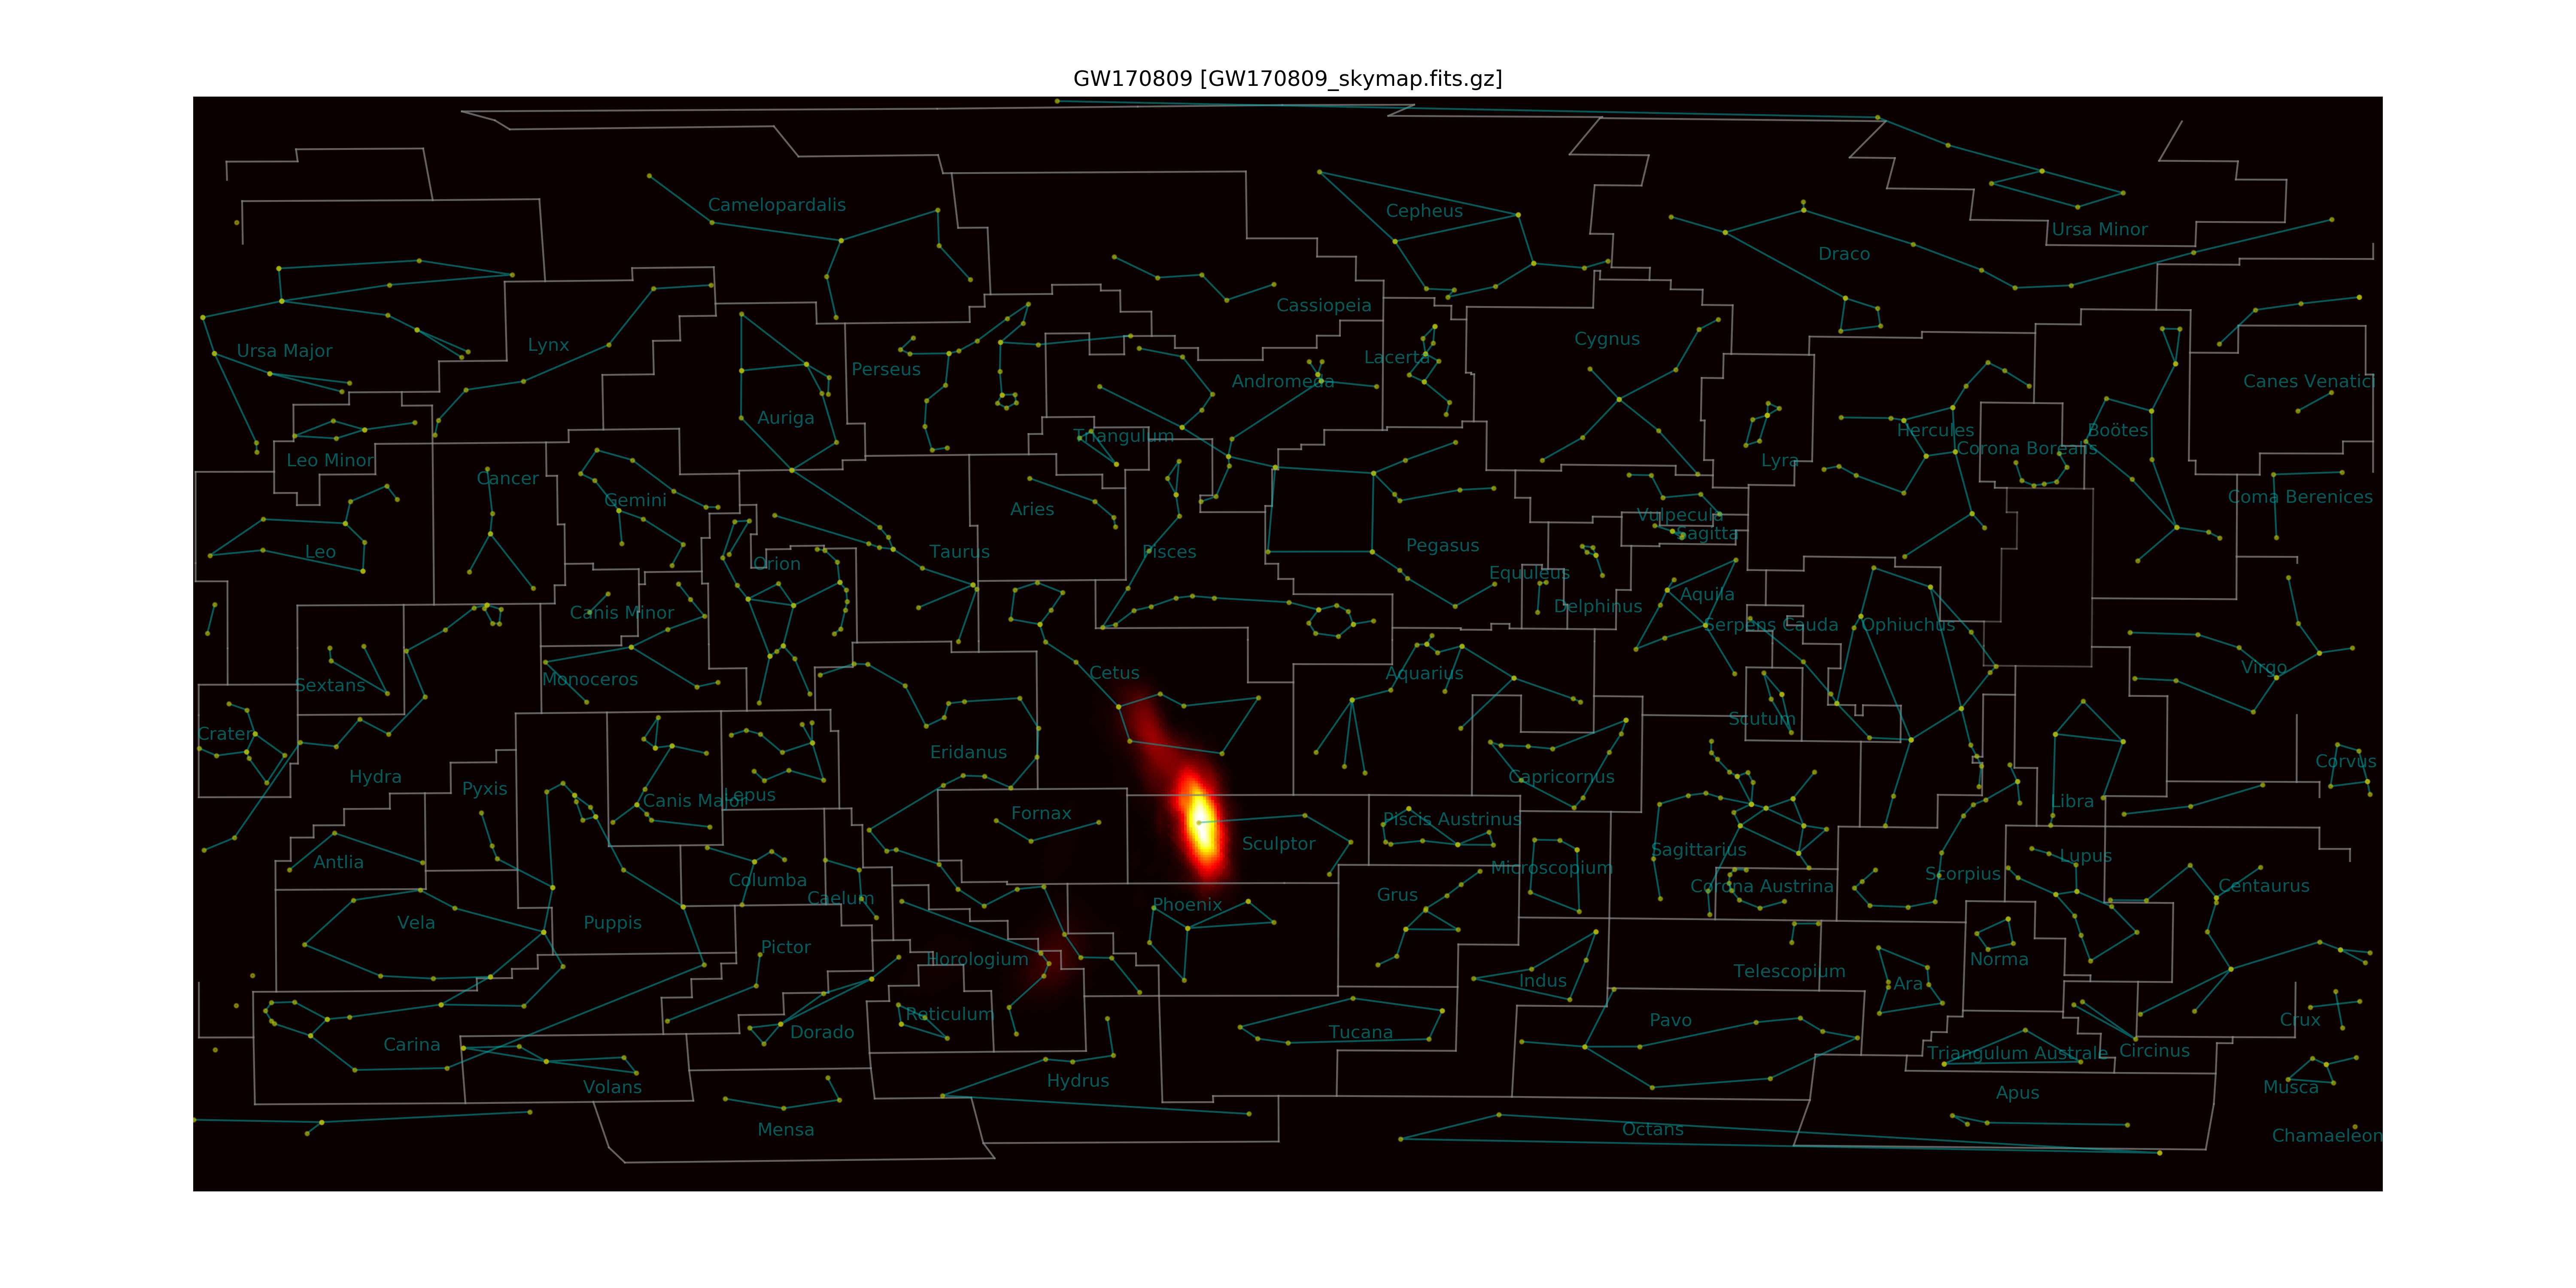 GW170809 [GW170809_skymap.fits.gz]
Camelopardalis
Cepheus
Ursa Minor
Draco
Cassiopeia
Ursa Major
Lynx
Perseus
Lacerta
Cygnus
Andromeda
Canes Venatici
Auriga
Triangulum
Hercules
Boötes
Corona Borealis
Leo Minor
Lyra
Cancer
Gemini
Coma Berenices
Aries
Vulpecula
Sagitta
Leo
Orion
Taurus
Pisces
Pegasus
Equuleus
Canis Minor
Delphinus
Aquila
Serpens Cauda
Ophiuchus
Virgo
Sextans
Monoceros
Cetus
Aquarius
Scutum
Crater
Eridanus
Hydra
Capricornus
Corvus
Pyxis
Canis Major
Lepus
Libra
Fornax
Piscis Austrinus
Sculptor
Antlia
Sagittarius
Lupus
Microscopium
Columba
Scorpius
Caelum
Grus
Corona Austrina
Centaurus
Phoenix
Vela
Puppis
Pictor
Horologium
Norma
Telescopium
Indus
Ara
Reticulum
Dorado
Tucana
Pavo
Crux
Carina
Triangulum Australe
Circinus
Volans
Hydrus
Musca
Apus
Mensa
Octans
Chamaeleon